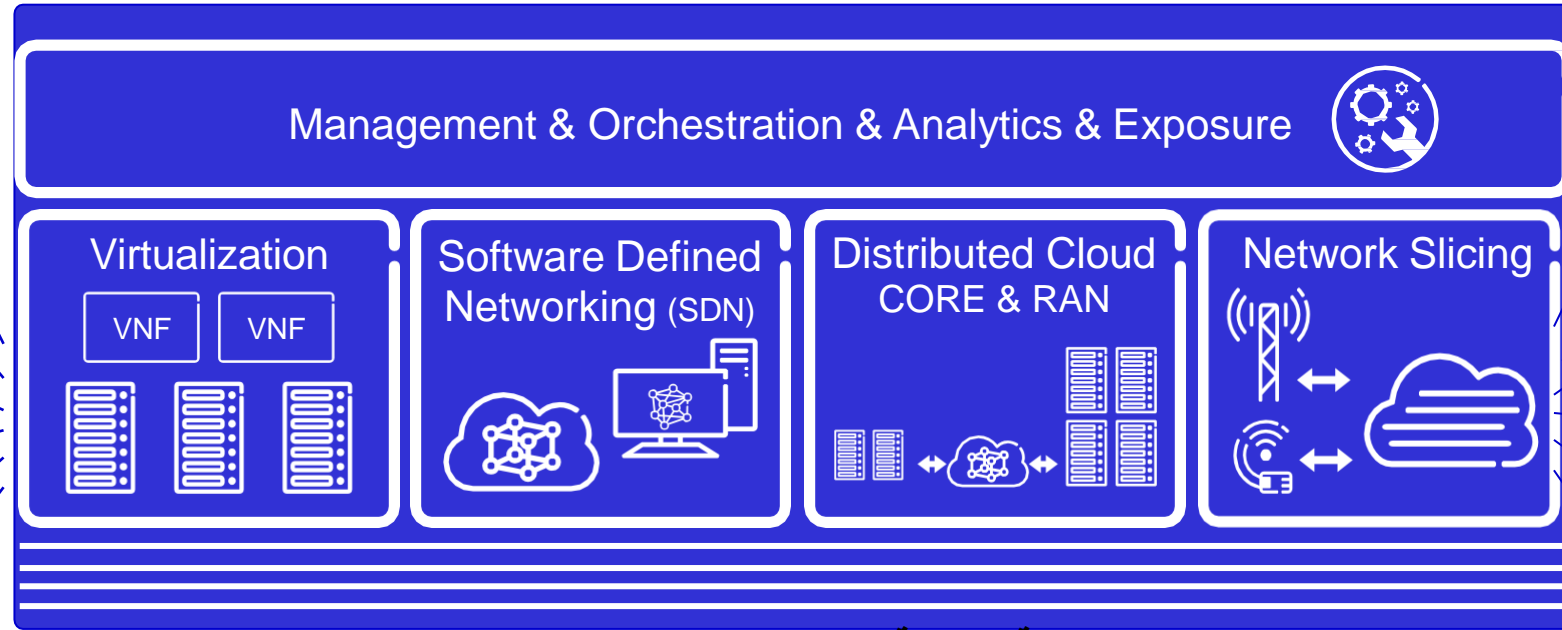 Management & Orchestration & Analytics & Exposure
Virtualization
VNF
VNF
Software Defined
Networking (SDN)
Distributed Cloud
CORE & RAN
Network Slicing